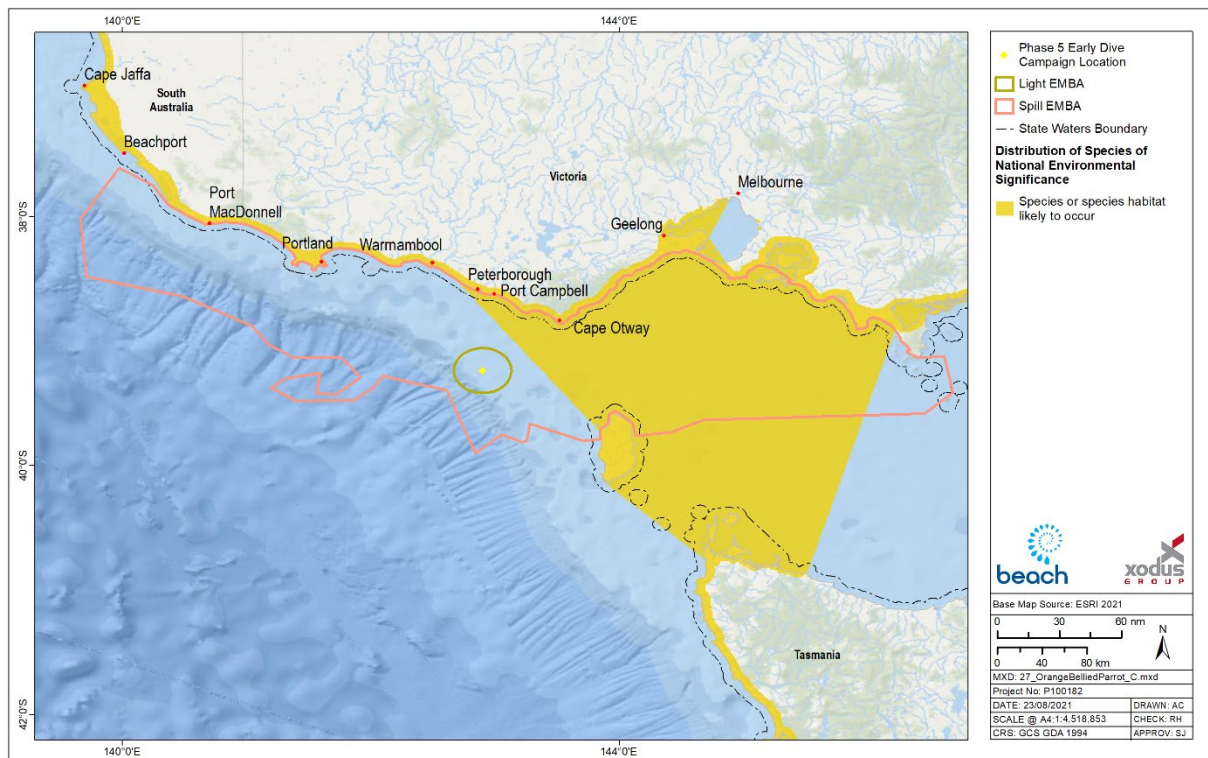 140°0'E
144°0'E
38°0'S
40°0'S
42°0'S
140°0'E
144°0'E
Cape Jaffa
South
Australia
Beachport
Port
MacDonnell
Portland
Warrnambool
Victoria
Melbourne
Geelong
Peterborough
Port Campbell
Cape Otway
Tasmania
Phase 5 Early Dive
Campaign Location
Light EMBA
Spill EMBA
State Waters Boundary
Distribution of Species of
National Environmental
Significance
Species or species habitat
likely to occur
beach
xodus
GROUP
Base Map Source: ESRI 2021
0 30 60 nm
N
0 40 80 km
MXD: 27_OrangeBelliedParrot_C.mxd
Project No: P100182
DATE: 23/08/2021
DRAWN: AC
SCALE @ A4:1:4,518,853
CHECK: RH
CRS: GCS GDA 1994
APPROV: SJ